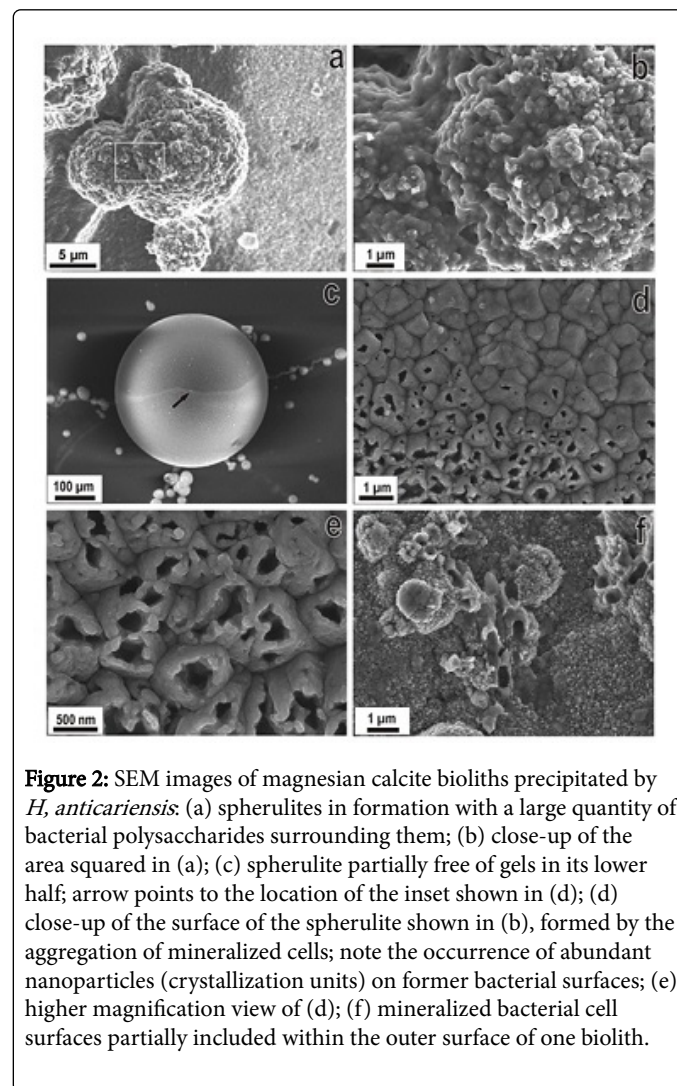 a
b
5 µm
1 µm
c
d
100 µm
1 µm
e
f
500 nm
1 µm
Figure 2: SEM images of magnesian calcite bioliths precipitated by
H, anticariensis: (a) spherulites in formation with a large quantity of
bacterial polysaccharides surrounding them; (b) close-up of the
area squared in (a); (c) spherulite partially free of gels in its lower
half; arrow points to the location of the inset shown in (d); (d)
close-up of the surface of the spherulite shown in (b), formed by the
aggregation of mineralized cells; note the occurrence of abundant
nanoparticles (crystallization units) on former bacterial surfaces; (e)
higher magnification view of (d); (f) mineralized bacterial cell
surfaces partially included within the outer surface of one biolith.